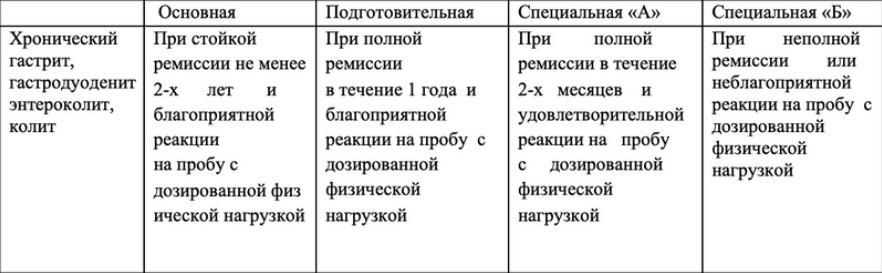 Основная
Подготовительная
Специальная «А»
Специальная «Б»
Хронический
гастрит,
гастродуоденит
энтероколит,
колит
При стойкой
ремиссии не менее
2-х лет и
благоприятной
реакции
на пробу с
дозированной физ
ической нагрузкой
При полной
ремиссии
в течение 1 года и
благоприятной
реакции на пробу с
дозированной
физической
нагрузкой
При полной
ремиссии в течение
2-х месяцев и
удовлетворительной
реакции на пробу
с дозированной
физической
нагрузкой
При неполной
ремиссии или
неблагоприятной
реакции на пробу с
дозированной
физической
нагрузкой